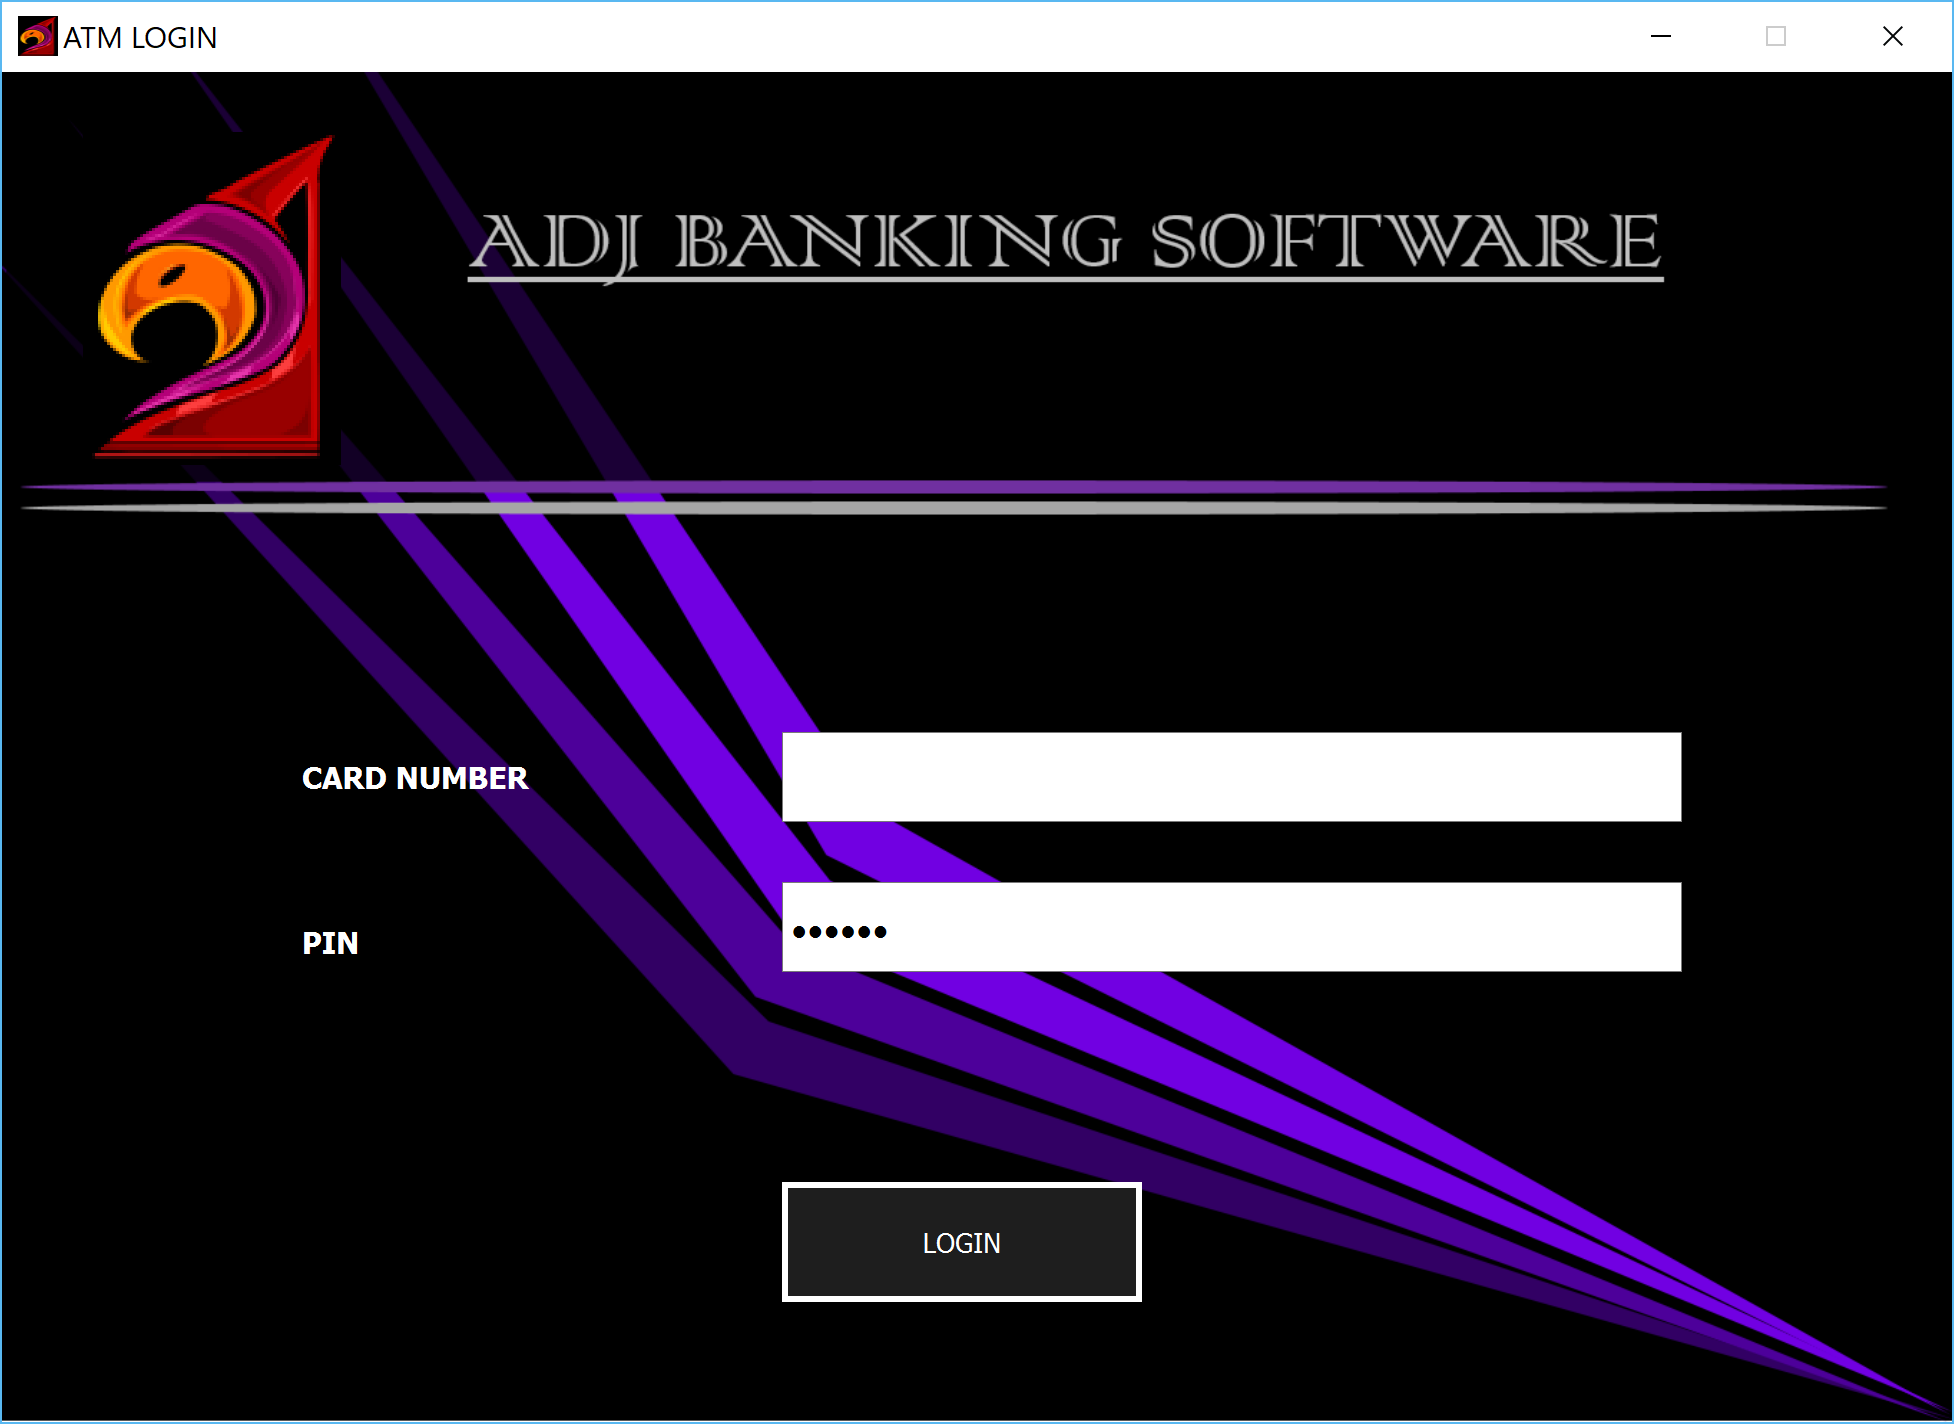 ATM LOGIN
ADJ BANKING SOFTWARE
CARD NUMBER
PIN
••••••
LOGIN